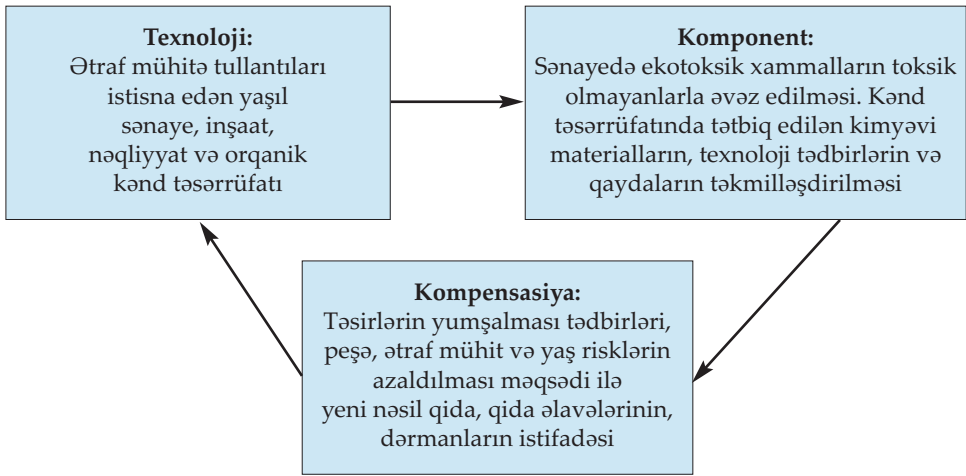 Texnoloji:
Ətraf mühitə tullantıları
istisna edən yaşıl
sənaye, inşaat,
nəqliyyat və orqanik
kənd təsərrüfatı
Komponent:
Sənayedə ekotoksik xammalların toksik
olmayanlarla əvəz edilməsi. Kənd
təsərrüfatında tətbiq edilən kimyəvi
materialların, texnoloji tədbirlərin və
qaydaların təkmilləşdirilməsi
Kompensasiya:
Təsirlərin yumşalması tədbirləri,
peşə, ətraf mühit və yaş risklərin
azaldılması məqsədi ilə
yeni nəsil qida, qida əlavələrinin,
dərmanların istifadəsi